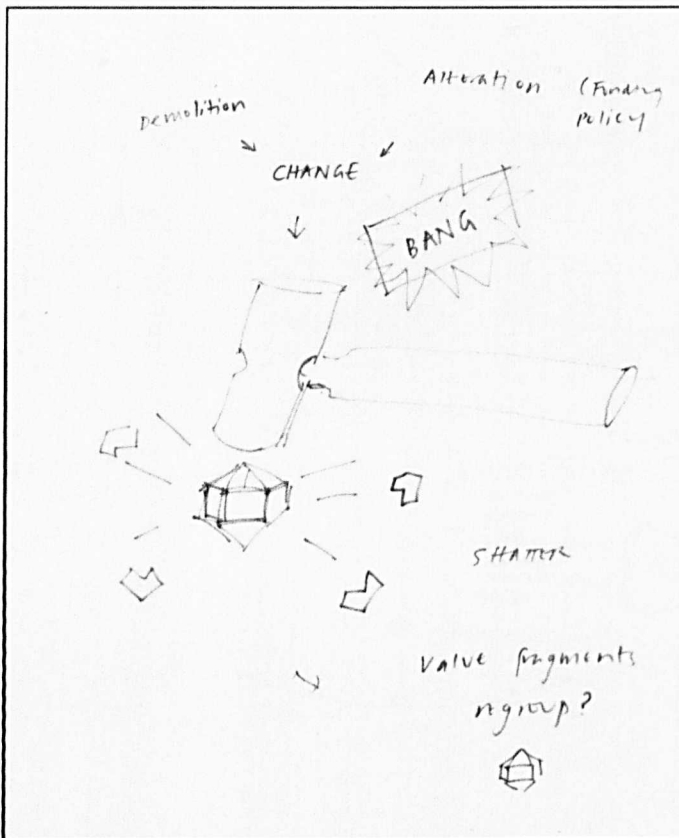 Demolition
Alteration (Funding
Policy
CHANGE
BANG
SHATTER
Value fragments
regroup?